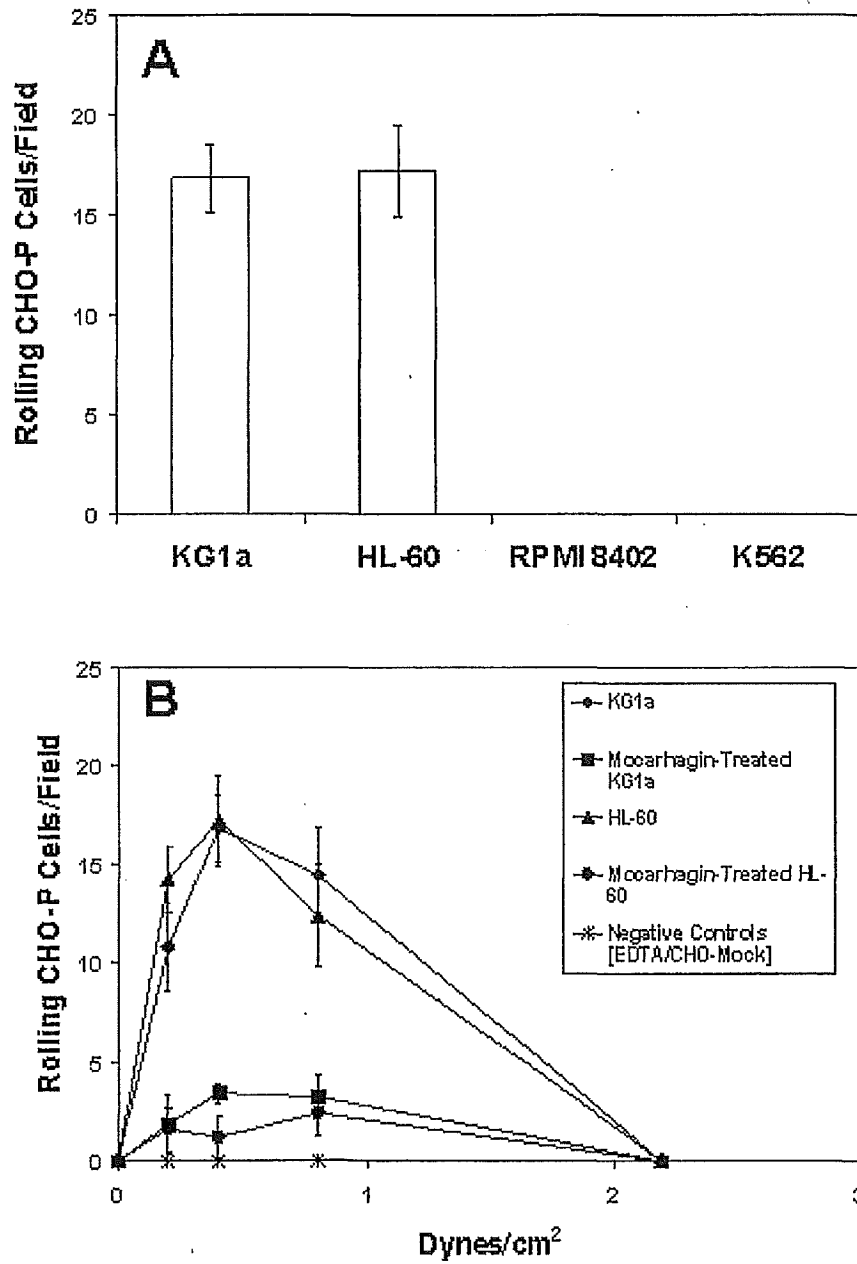 A
Rolling CHO-P Cells/Field
25
20
15
10
5
0
KG1a
HL-60
RPMI8402
K562
B
Rolling CHO-P Cells/Field
25
20
15
10
5
0
KG1a
Mocarhagin-Treated
KG1a
HL-60
Mocarhagin-Treated HL-
60
Negative Controls
[EDTA/CHO-Mock]
0
1
2
3
Dynes/cm²